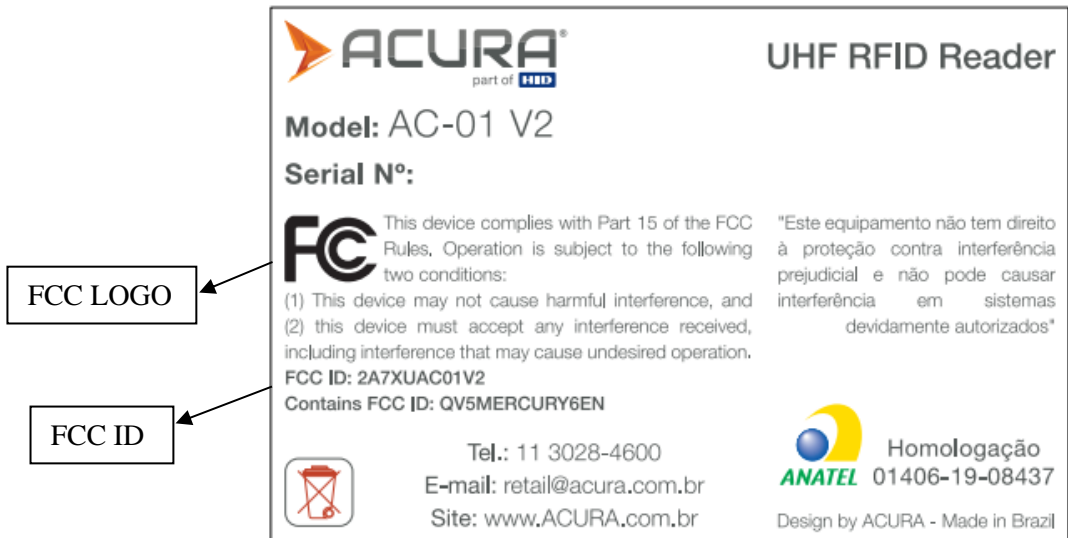 ACURA®
part of HID
UHF RFID Reader
Model: AC-01 V2
Serial Nº:
FC
This device complies with Part 15 of the FCC
Rules, Operation is subject to the following
two conditions:
(1) This device may not cause harmful interference, and
(2) this device must accept any interference received,
including interference that may cause undesired operation.
FCC ID: 2A7XUAC01V2
Contains FCC ID: QV5MERCURY6EN
"Este equipamento não tem direito
à proteção contra interferência
prejudicial e não pode causar
interferência em sistemas
devidamente autorizados"
FCC LOGO
FCC ID
Tel.: 11 3028-4600
E-mail: retail@acura.com.br
Site: www.ACURA.com.br
ANATEL
Homologação
01406-19-08437
Design by ACURA - Made in Brazil